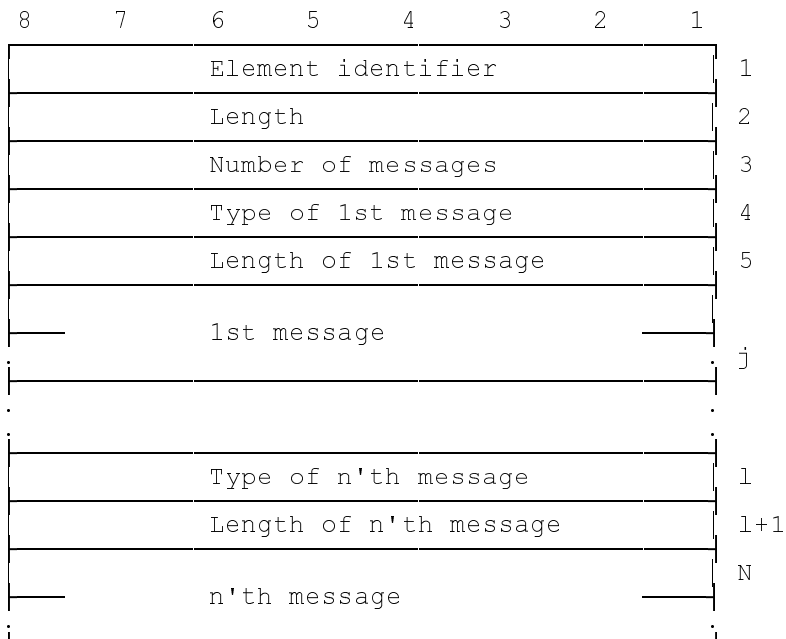 8 7 6 5 4 3 2 1
Element identifier 1
Length 2
Number of messages 3
Type of 1st message 4
Length of 1st message 5
1st message
j
Type of n'th message l
Length of n'th message l+1
N
n'th message